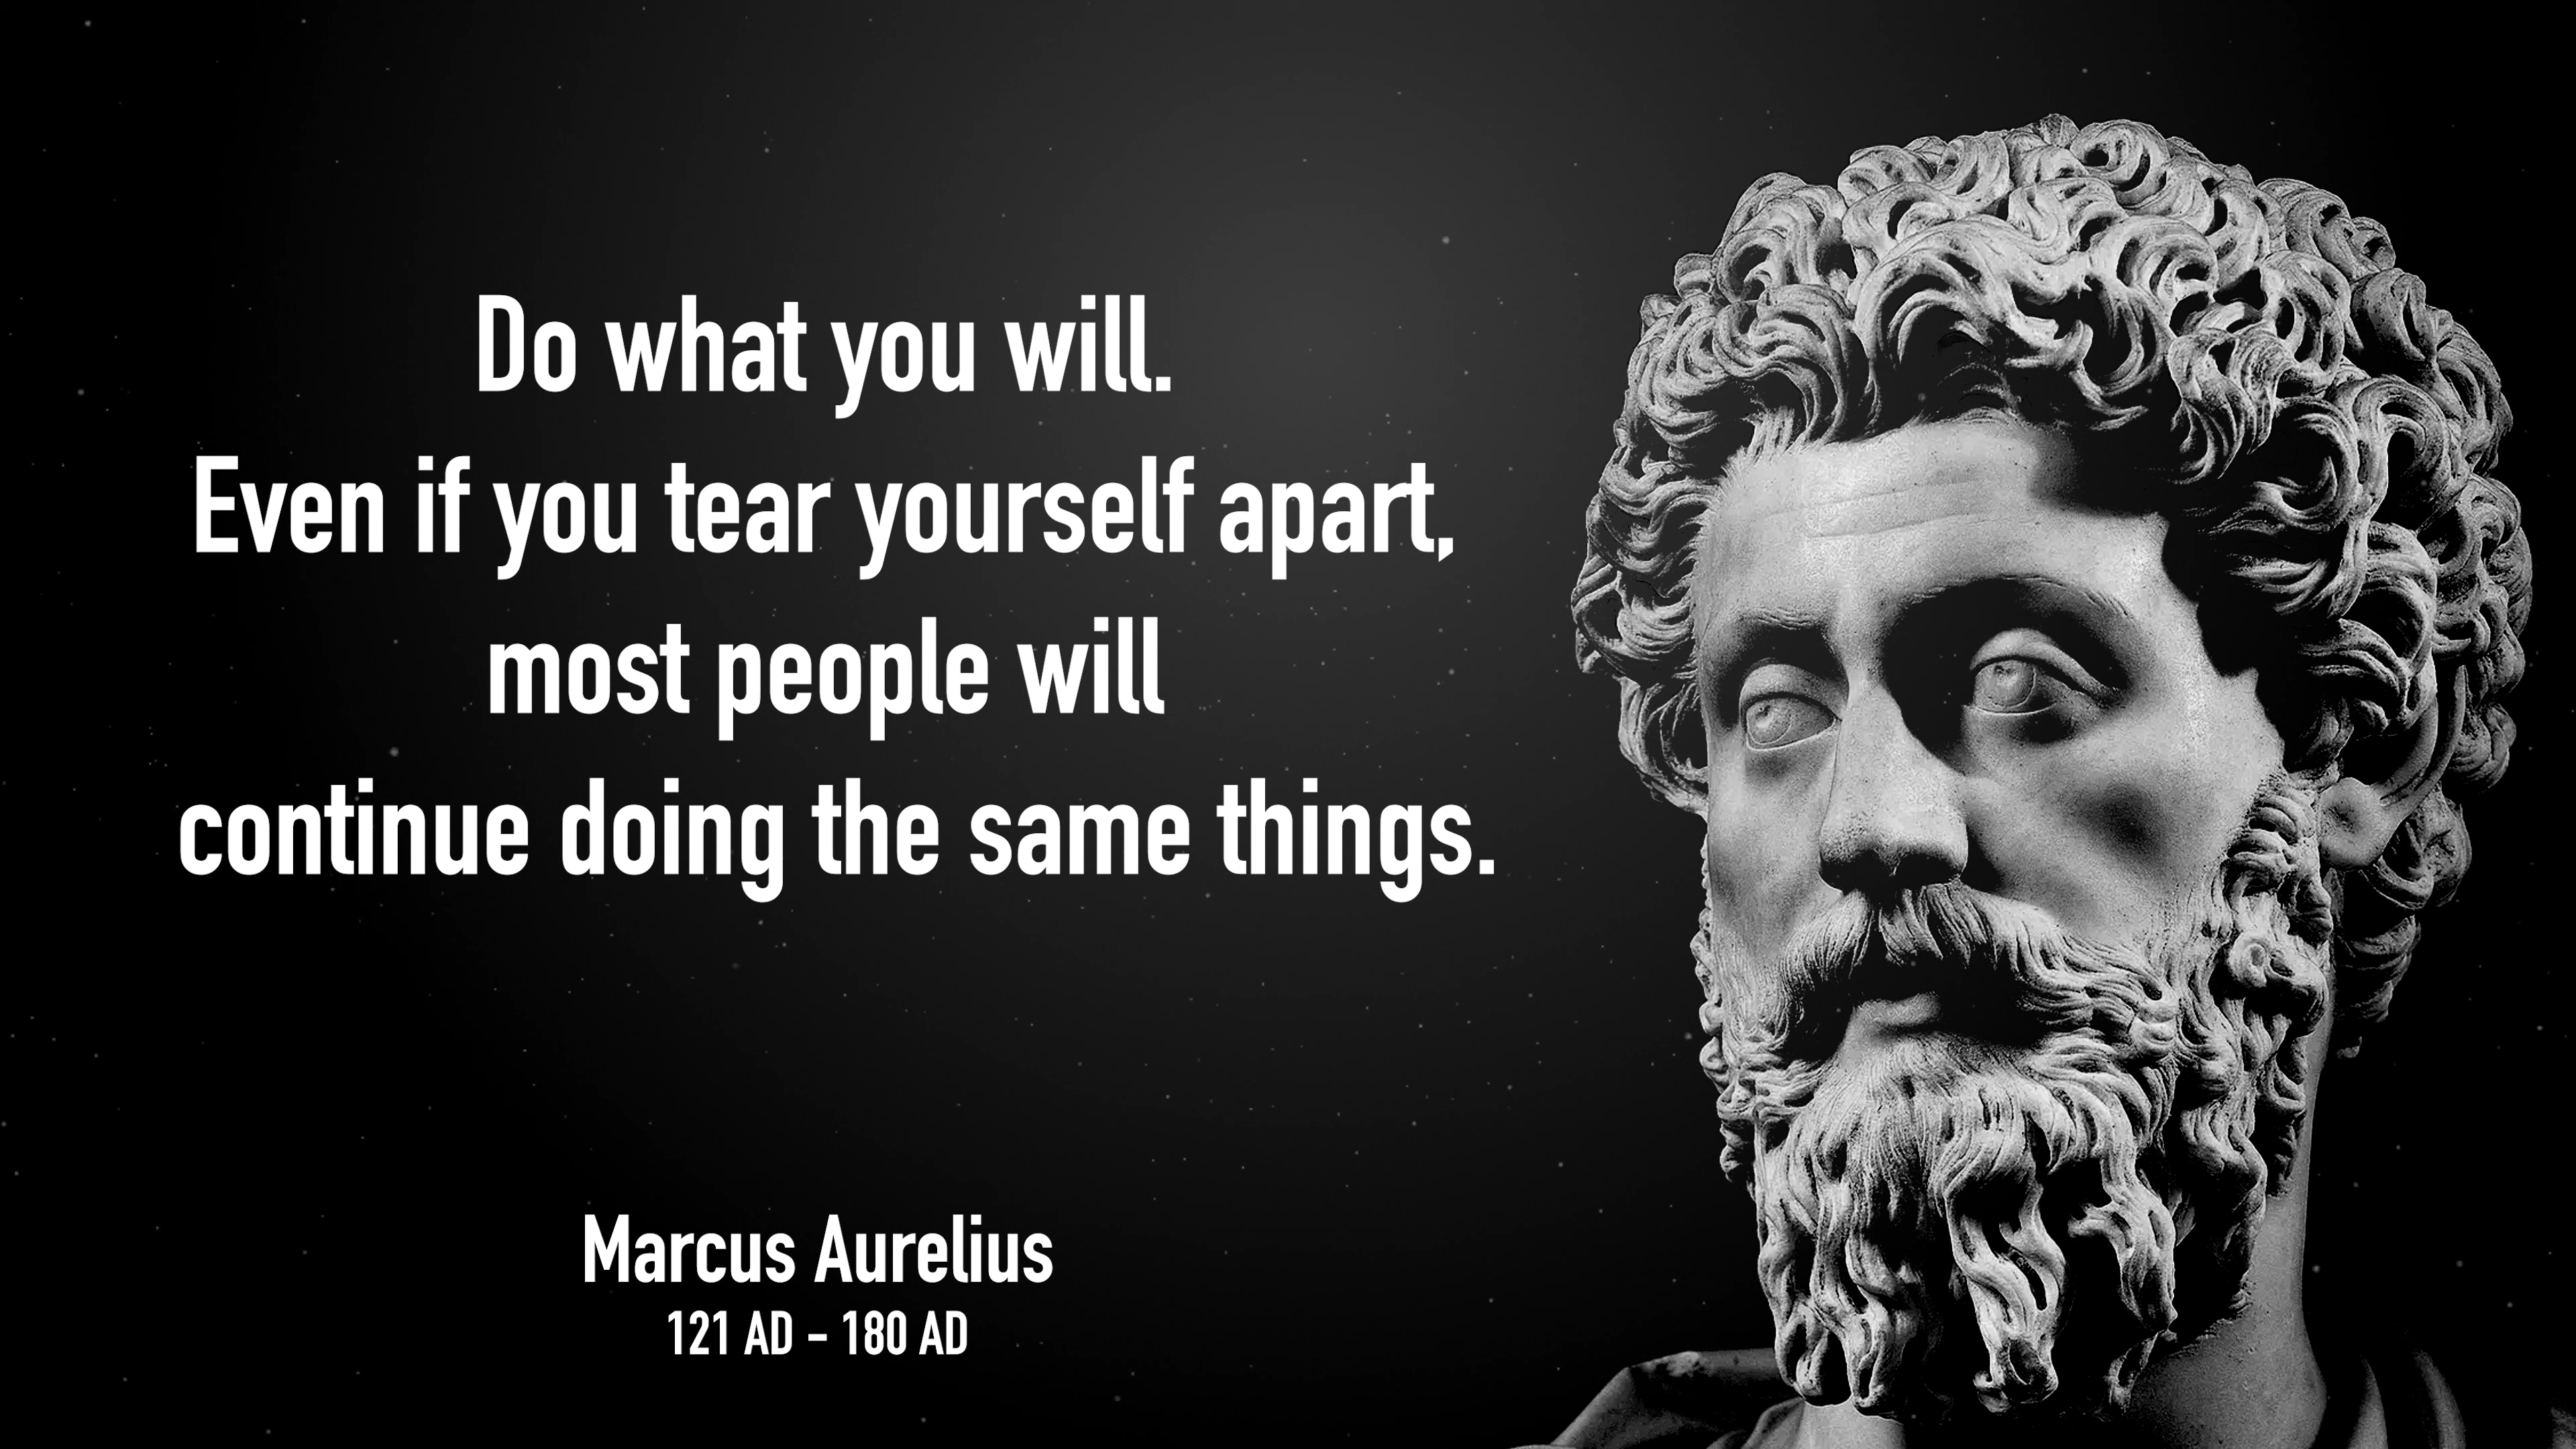 Do what you will.
Even if you tear yourself apart,
most people will
continue doing the same things.
Marcus Aurelius
121 AD – 180 AD